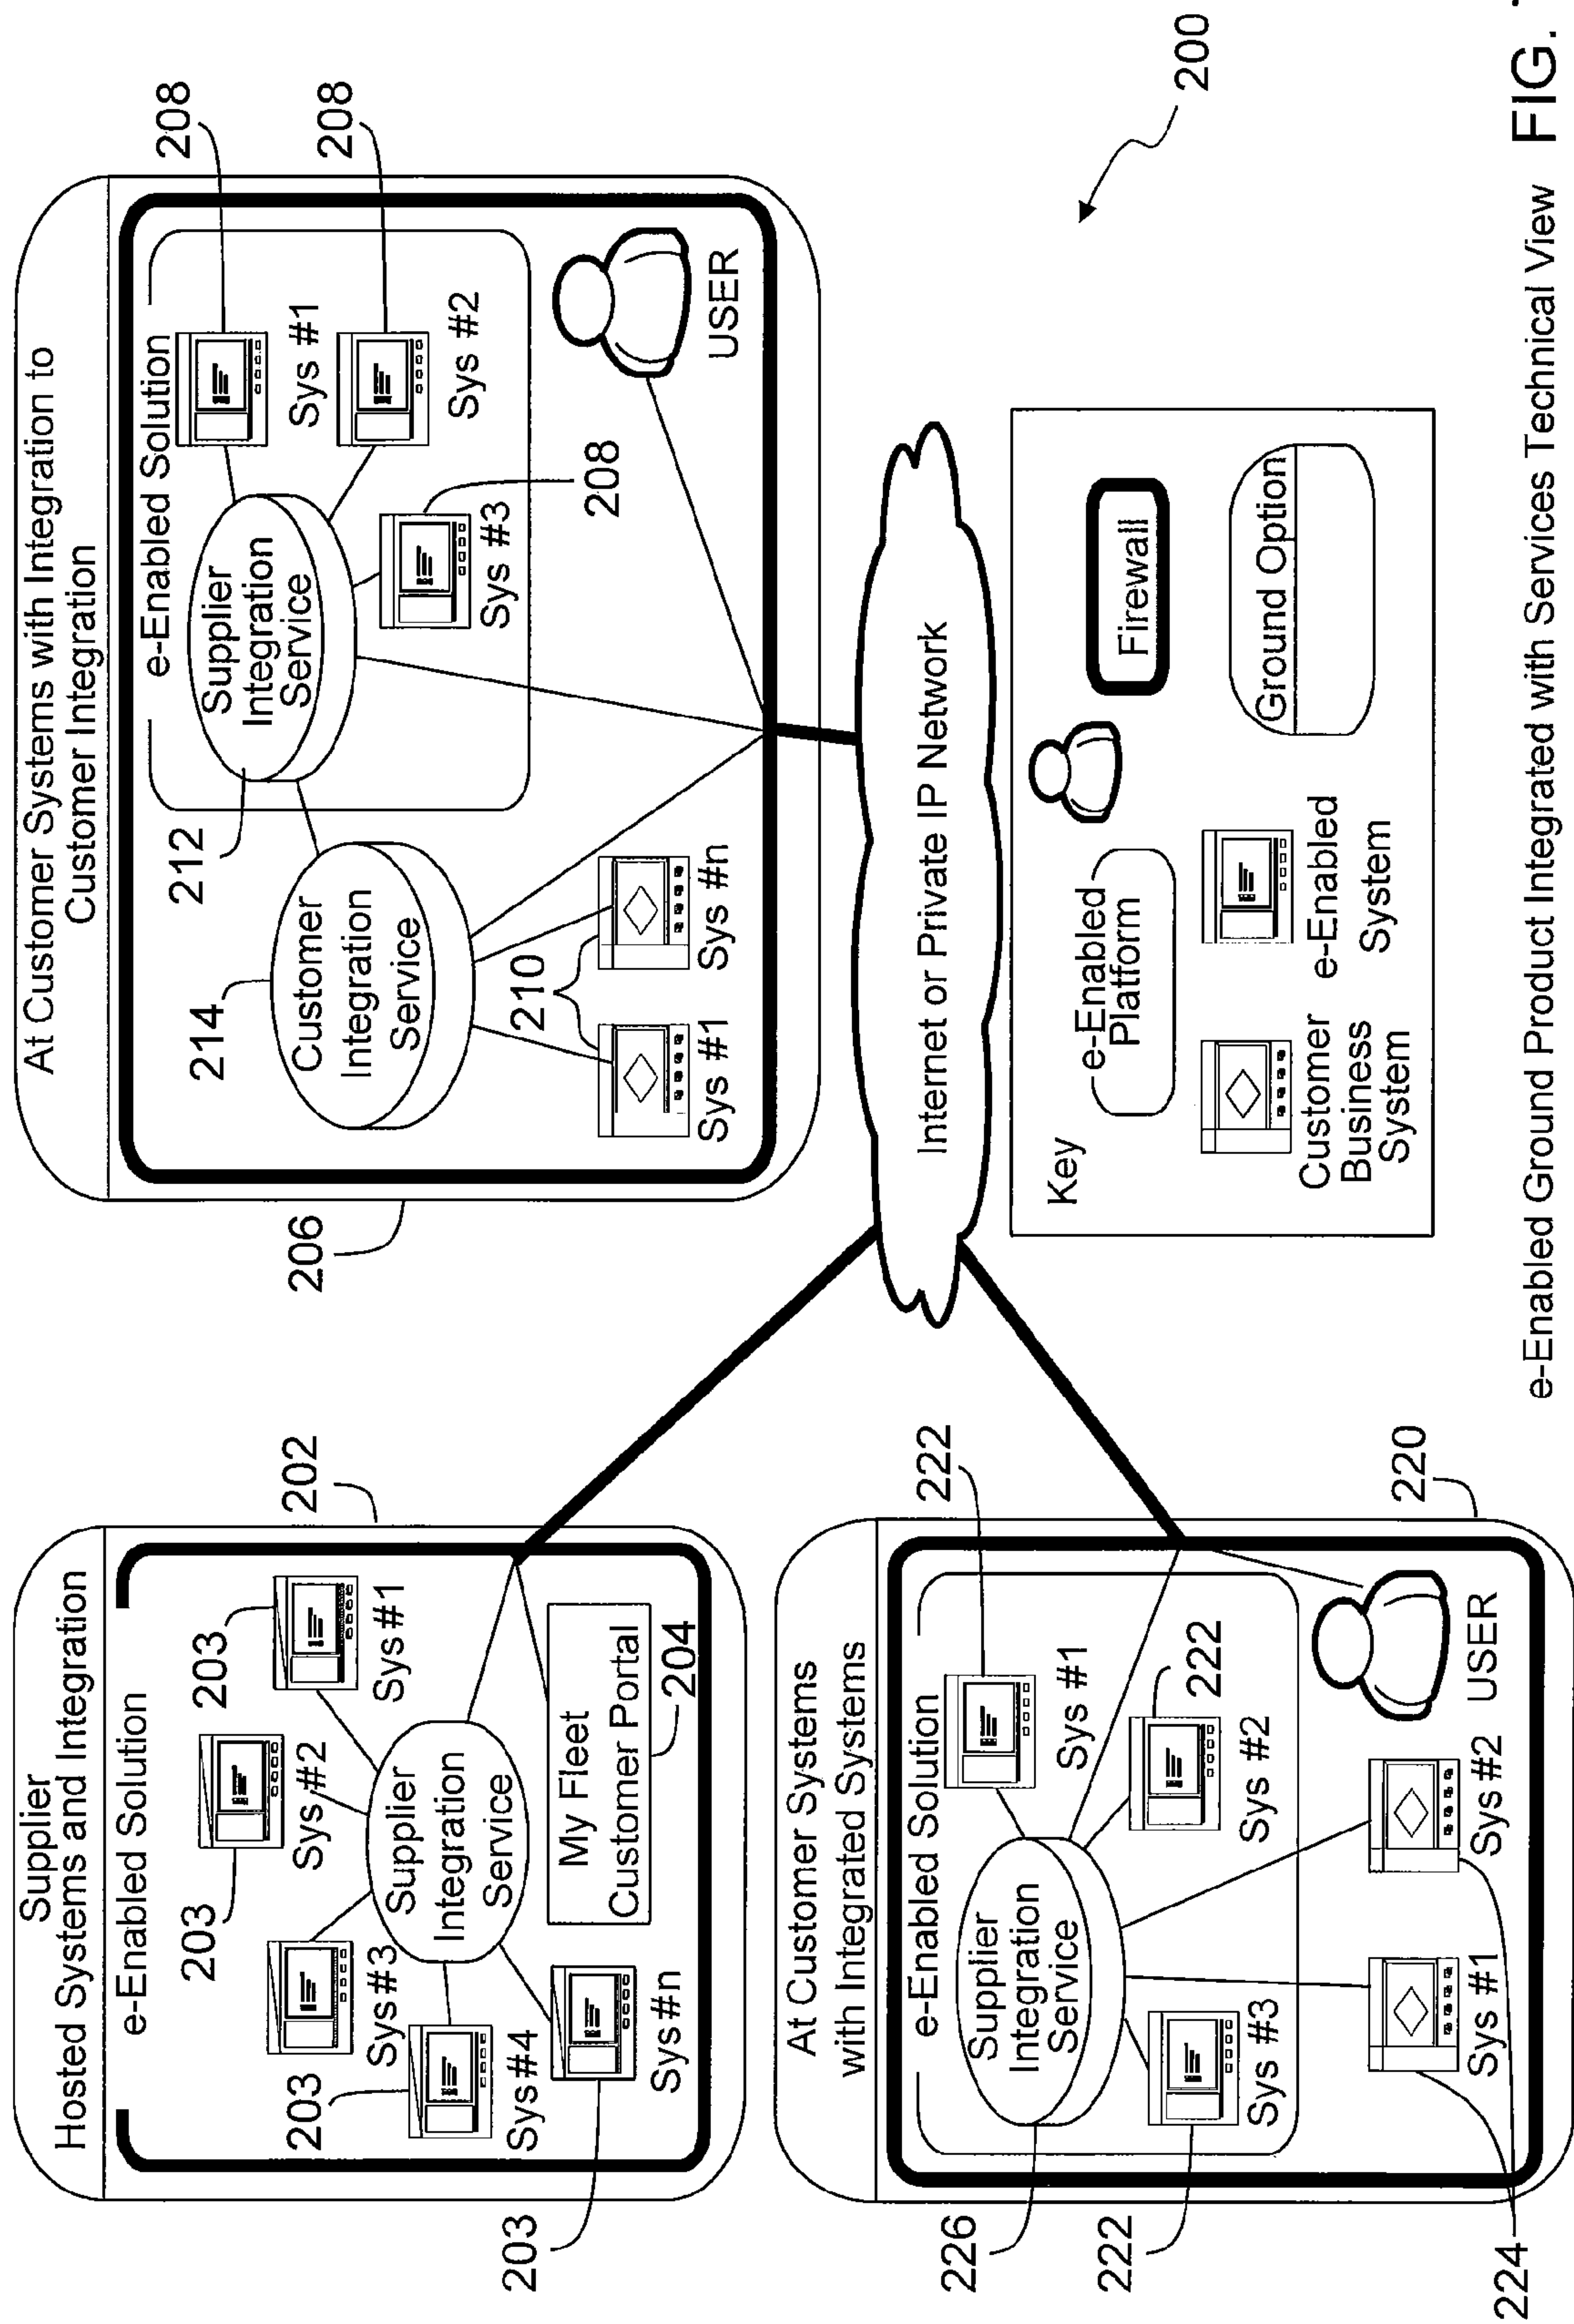 Supplier
Hosted Systems and Integration
e-Enabled Solution
202
203
Sys#1
203
Sys #2
203
Sys#3
203
Sys#4
203
Sys#n
Supplier
Integration
Service
My Fleet
Customer Portal
204
At Customer Systems with Integration to
Customer Integration
206
e-Enabled Solution
208
Sys #1
208
Sys #2
208
Sys #3
Supplier
Integration
Service
212
214
Customer
Integration
Service
210
Sys #1
Sys #n
USER
At Customer Systems
with Integrated Systems
220
e-Enabled Solution
222
Sys #1
222
Sys #2
222
Sys #3
Supplier
Integration
Service
226
224
Sys #1
Sys#2
USER
Internet or Private IP Network
Key
e-Enabled
Platform
Firewall
Customer
Business
System
e-Enabled
System
Ground Option
200
e-Enabled Ground Product Integrated with Services Technical View
FIG.